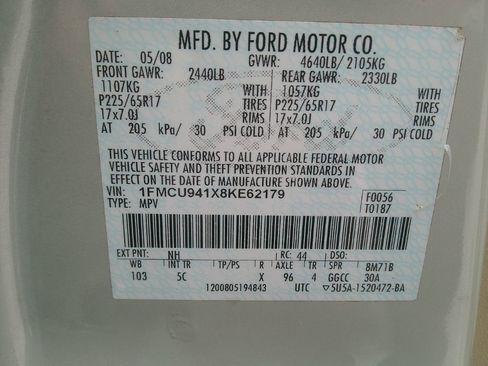 MFD. BY FORD MOTOR CO.
DATE: 05/08 GVWR: 4640LB/ 2105KG
FRONT GAWR: 2440LB REAR GAWR: 2330LB
1107KG WITH 1057KG WITH
P225/65R17 TIRES P225/65R17 TIRES
17x7.0J RIMS 17x7.0J RIMS
AT 205 kPa/ 30 PSI COLD AT 205 kPa/ 30 PSI COLD
THIS VEHICLE CONFORMS TO ALL APPLICABLE FEDERAL MOTOR
VEHICLE SAFETY AND THEFT PREVENTION STANDARDS IN
EFFECT ON THE DATE OF MANUFACTURE SHOWN ABOVE.
VIN: 1FMCU941X8KE62179 F0056
TYPE: MPV T0187
EXT PNT: NH RC: 44 DSO:
WB INT TR TP/PS R AXLE TR SPR 8M71B
103 5C X 96 4 GGCC 30A
1200805194843 UTC ▽5U5A-1520472-BA